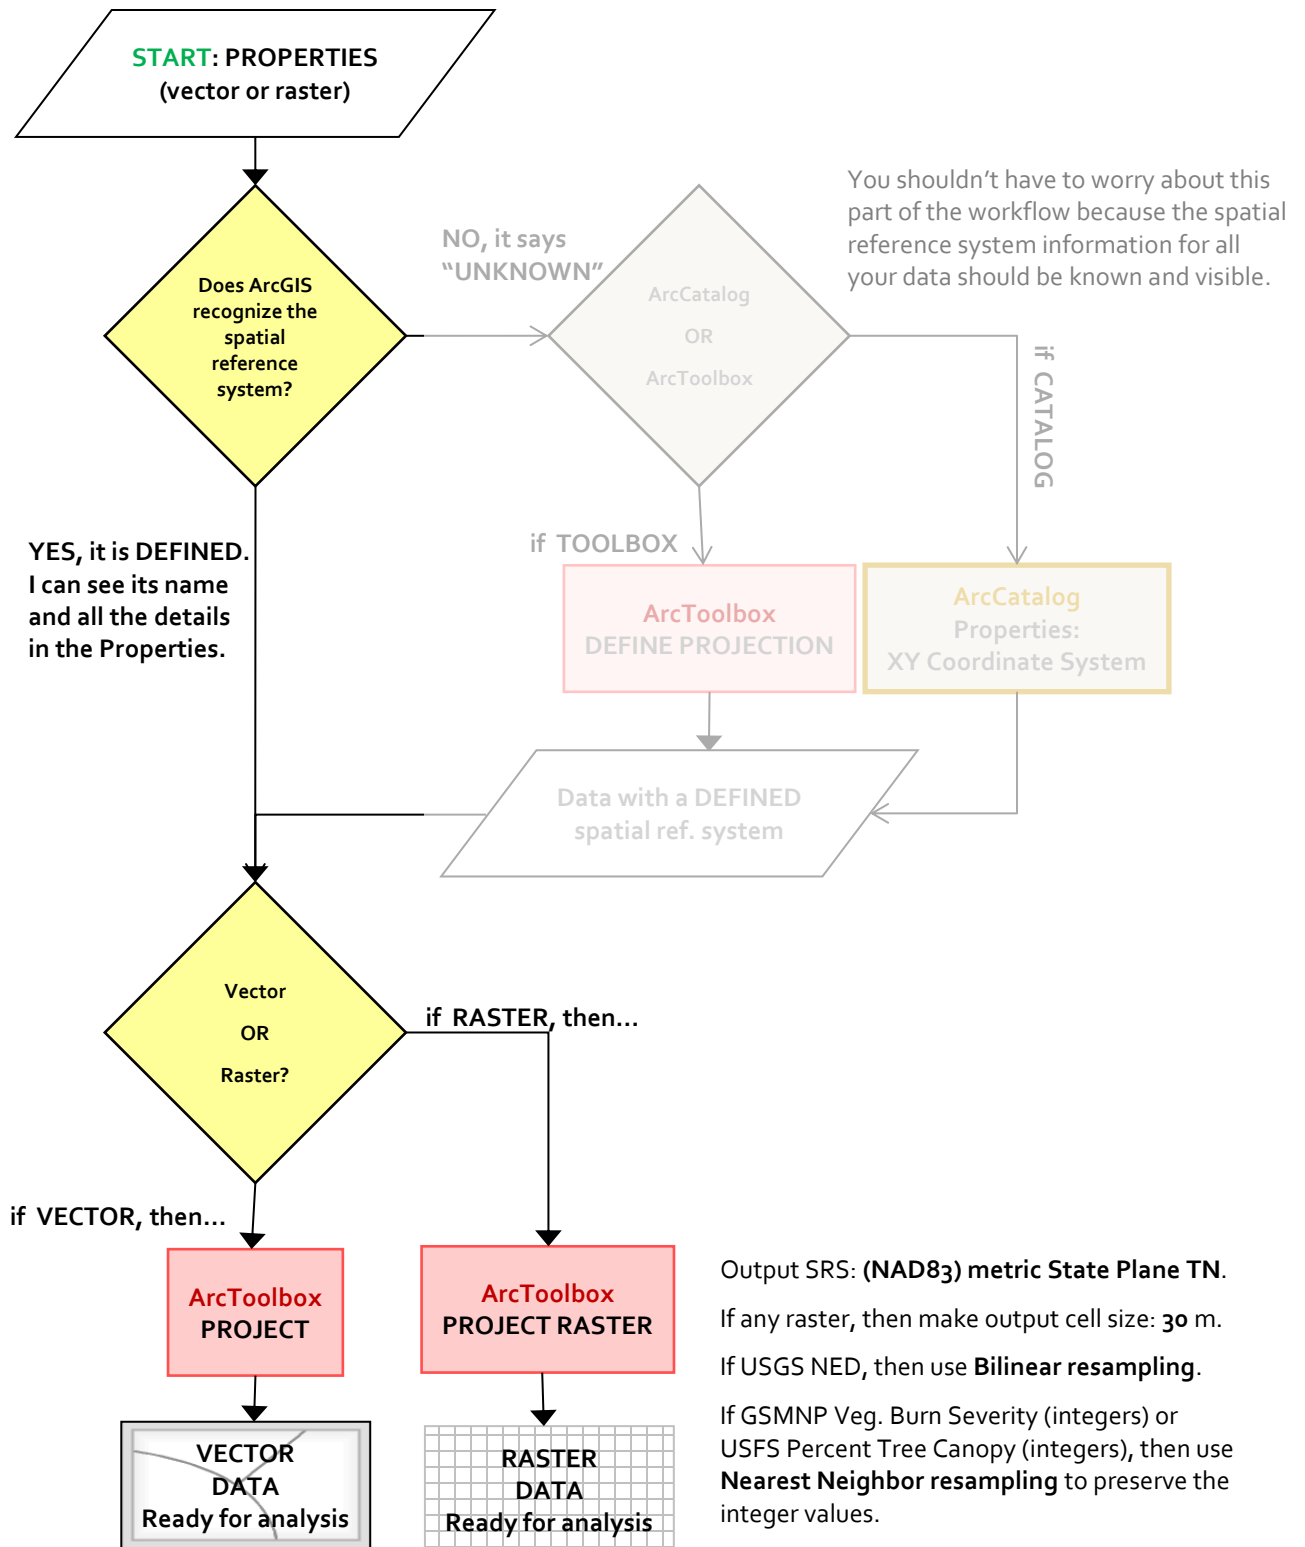 START: PROPERTIES
(vector or raster)
You shouldn't have to worry about this
part of the workflow because the spatial
reference system information for all
your data should be known and visible.
NO, it says
“UNKNOWN”
Does ArcGIS
recognize the
spatial
reference
system?
ArcCatalog
OR
ArcToolbox
if CATALOG
YES, it is DEFINED.
I can see its name
and all the details
in the Properties.
if TOOLBOX
ArcToolbox
DEFINE PROJECTION
ArcCatalog
Properties:
XY Coordinate System
Data with a DEFINED
spatial ref. system
Vector
OR
Raster?
if RASTER, then...
if VECTOR, then...
ArcToolbox
PROJECT
ArcToolbox
PROJECT RASTER
Output SRS: (NAD83) metric State Plane TN.
If any raster, then make output cell size: 30 m.
If USGS NED, then use Bilinear resampling.
If GSMNP Veg. Burn Severity (integers) or
USFS Percent Tree Canopy (integers), then use
Nearest Neighbor resampling to preserve the
integer values.
VECTOR
DATA
Ready for analysis
RASTER
DATA
Ready for analysis